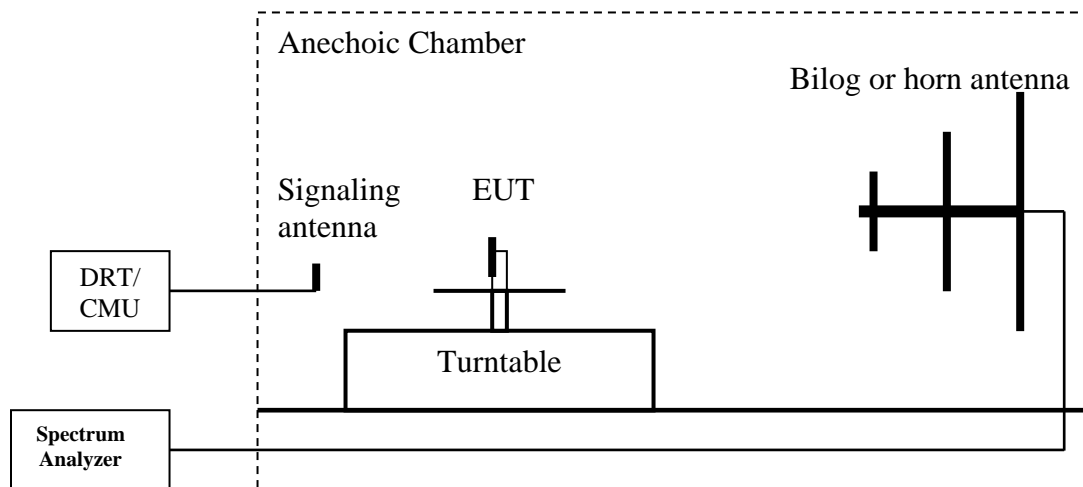 Anechoic Chamber
Bilog or horn antenna
Signaling
antenna
EUT
DRT/
CMU
Turntable
Spectrum
Analyzer